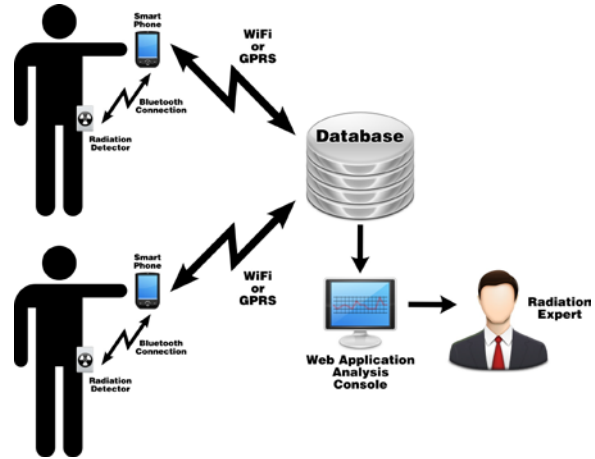 Smart
Phone
WiFi
or
GPRS
Bluetooth
Connection
Radiation
Detector
Database
Smart
Phone
WiFi
or
GPRS
Bluetooth
Connection
Radiation
Detector
Web Application
Analysis
Console
Radiation
Expert